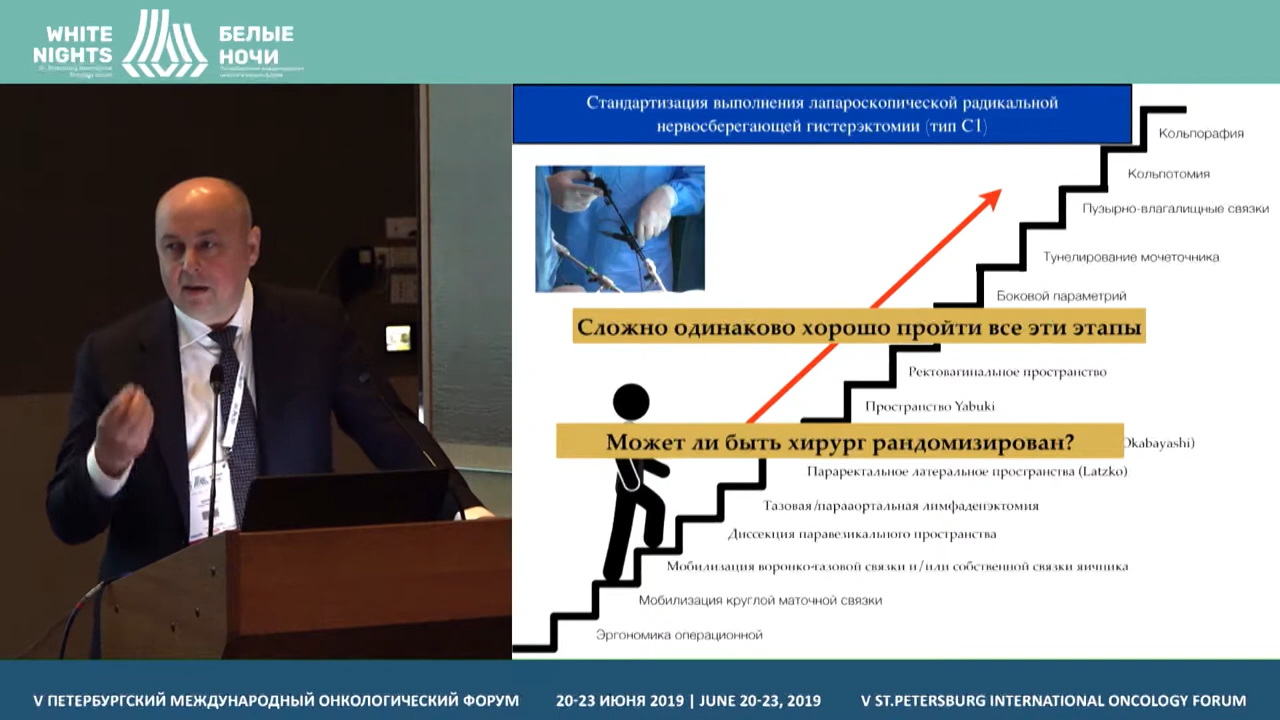 WHITE
NIGHTS
БЕЛЫЕ
НОЧИ
Стандартизация выполнения лапароскопической радикальной
нервосберегающей гистерэктомии (тип C1)
Кольпорафия
Кольпотомия
Пузырно-влагалищные связки
Тунелирование мочеточника
Боковой параметрий
Сложно одинаково хорошо пройти все эти этапы
Ректовагинальное пространство
Пространство Yabuki
Может ли быть хирург рандомизирован?
Okabayashi)
Параректальное латеральное пространства (Latzko)
Тазовая/парааортальная лимфаденэктомия
Диссекция паравезикального пространства
Мобилизация воронко-тазовой связки и/или собственной связки яичника
Мобилизация круглой маточной связки
Эргономика операционной
V ПЕТЕРБУРГСКИЙ МЕЖДУНАРОДНЫЙ ОНКОЛОГИЧЕСКИЙ ФОРУМ
20-23 ИЮНЯ 2019 | JUNE 20-23, 2019
V ST.PETERSBURG INTERNATIONAL ONCOLOGY FORUM